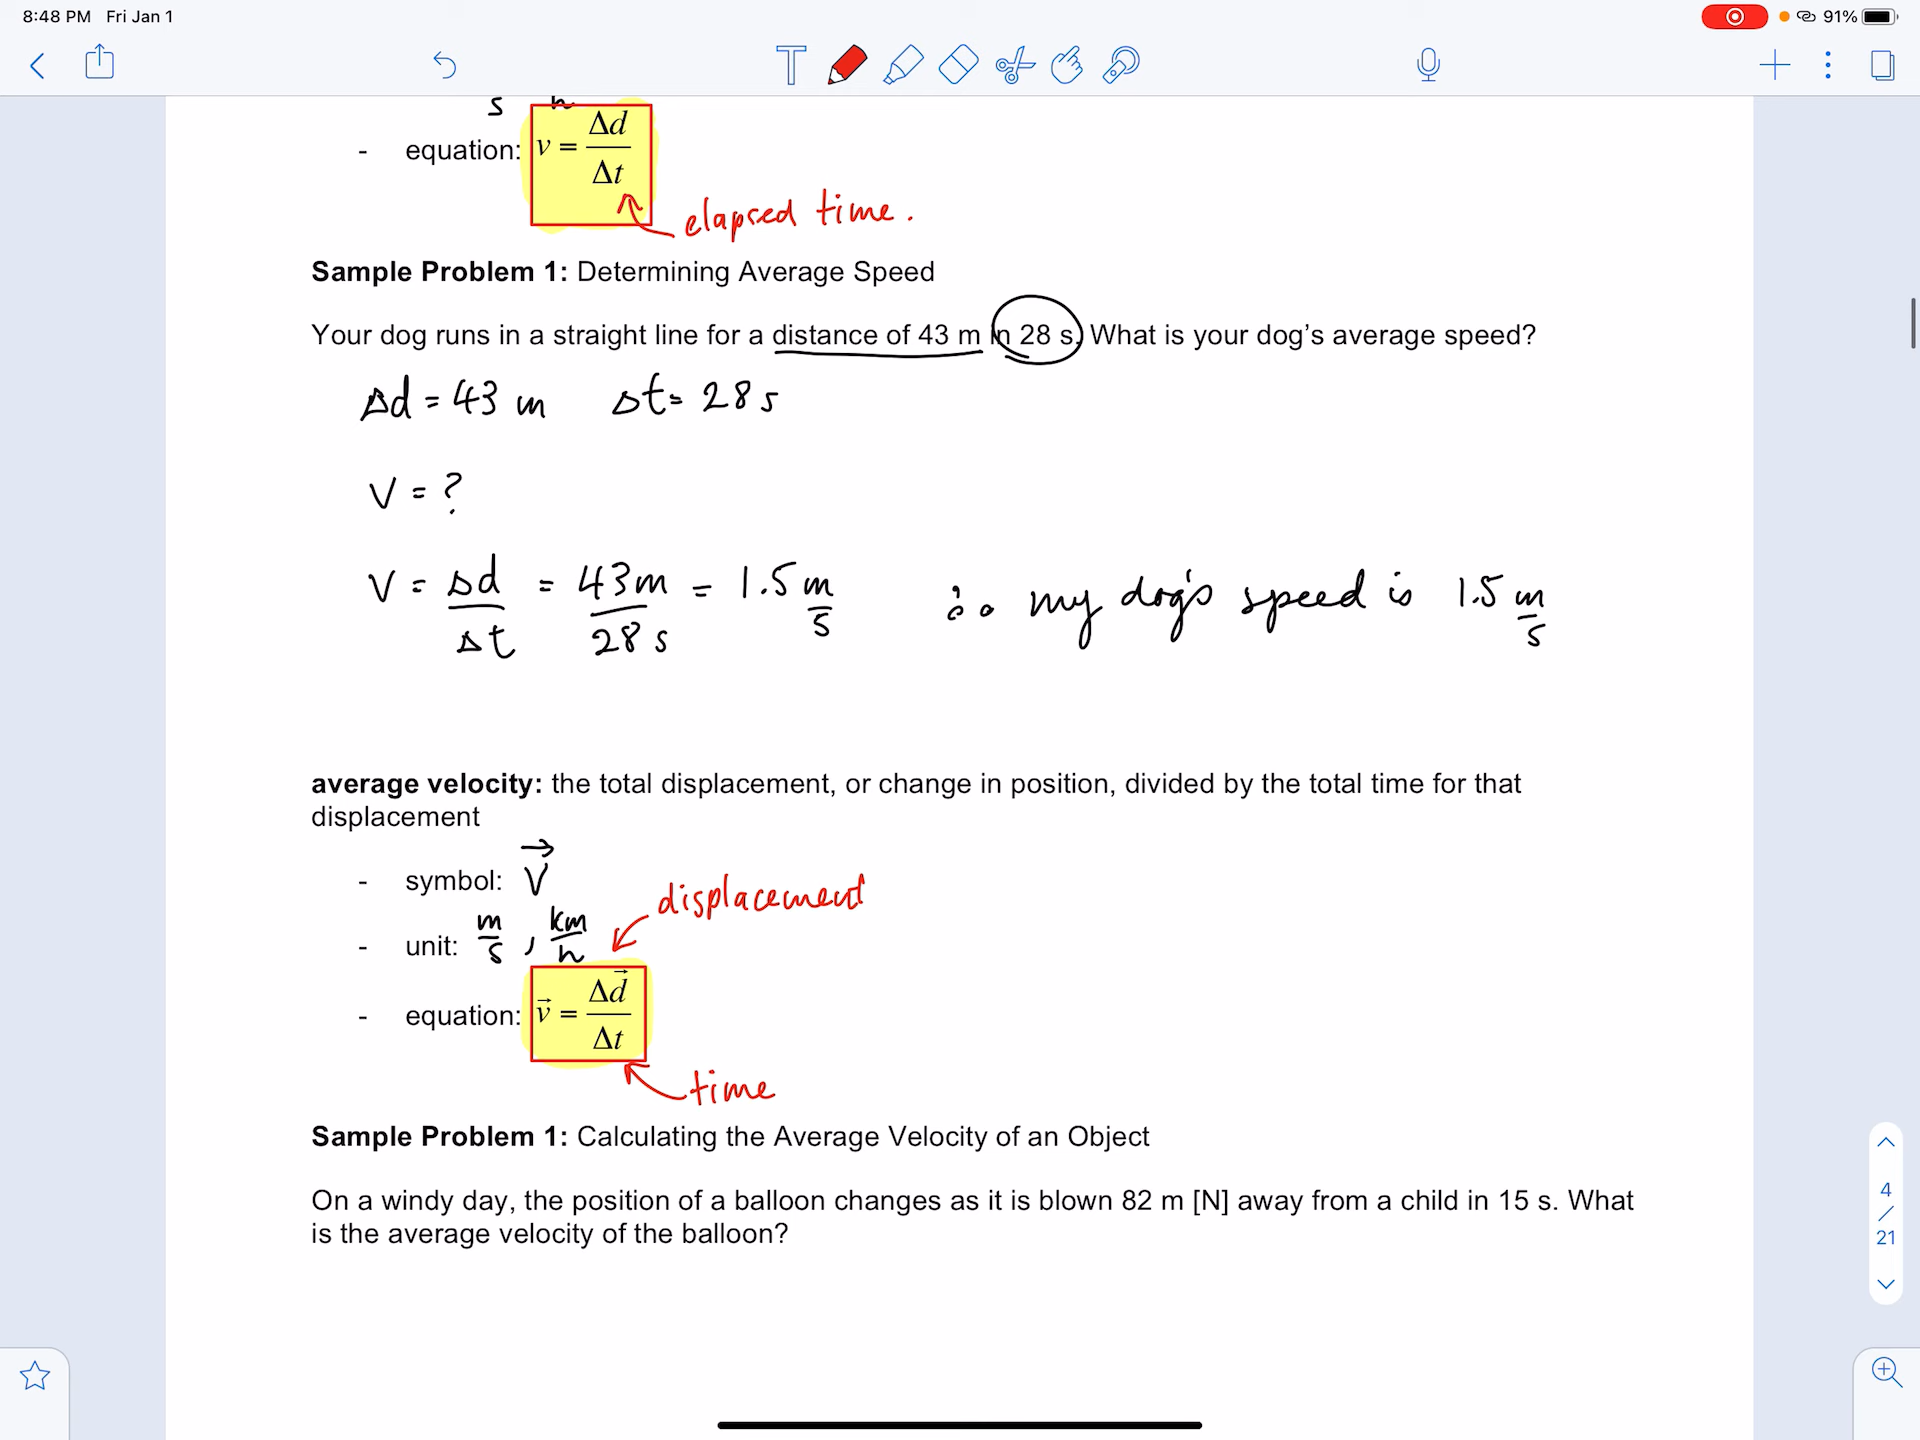 8:48 PM Fri Jan 1 91%
T
s
- equation: v = Δd / Δt
elapsed time.
Sample Problem 1: Determining Average Speed
Your dog runs in a straight line for a distance of 43 m in 28 s. What is your dog's average speed?
Δd = 43 m Δt = 28 s
V = ?
V = Δd / Δt = 43m / 28 s = 1.5 m/s ∴ my dog's speed is 1.5 m/s
average velocity: the total displacement, or change in position, divided by the total time for that
displacement
- symbol: V⃗
displacement
- unit: m/s , km/h
- equation: v⃗ = Δd⃗ / Δt
time
Sample Problem 1: Calculating the Average Velocity of an Object
On a windy day, the position of a balloon changes as it is blown 82 m [N] away from a child in 15 s. What
is the average velocity of the balloon?
4
/
21